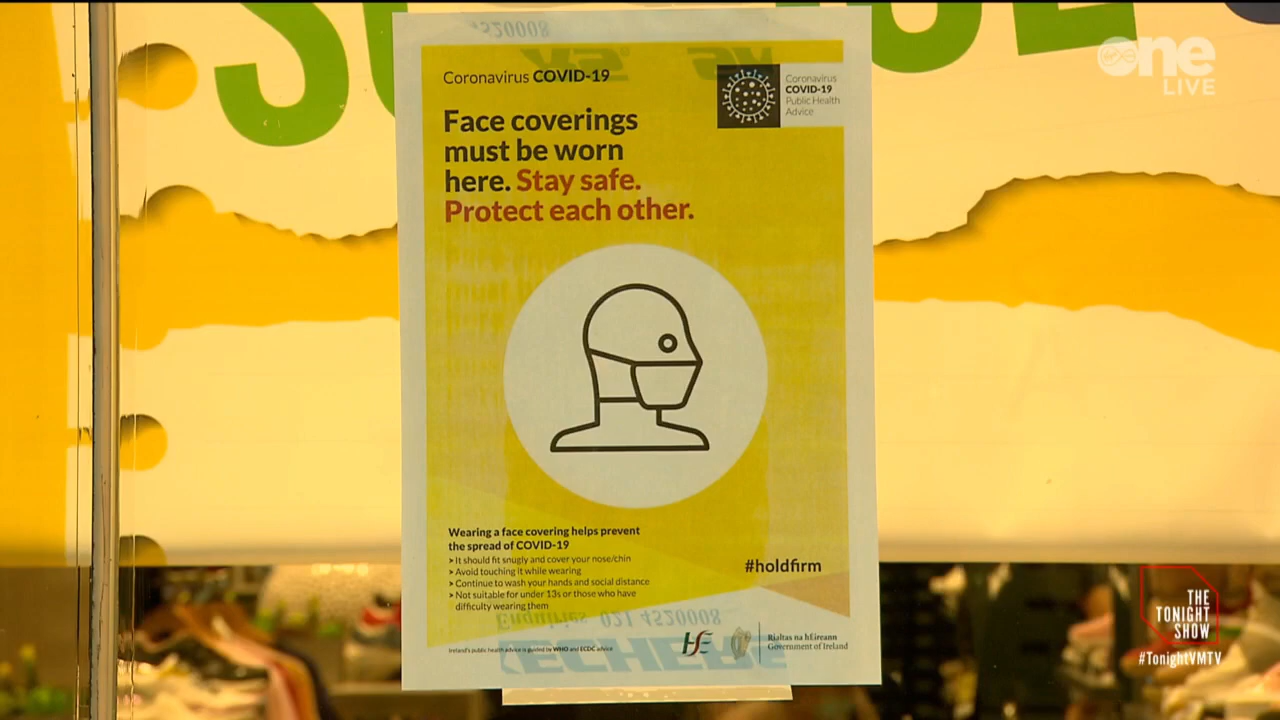 one
LIVE
Coronavirus COVID-19
Coronavirus
COVID-19
Public Health
Advice
Face coverings
must be worn
here. Stay safe.
Protect each other.
Wearing a face covering helps prevent
the spread of COVID-19
> It should fit snugly and cover your nose/chin
> Avoid touching it while wearing
> Continue to wash your hands and social distance
> Not suitable for under 13s or those who have
difficulty wearing them
#holdfirm
Enquiries 021 4520008
Ireland's public health advice is guided by WHO and ECDC advice
HSE
Rialtas na hÉireann
Government of Ireland
THE
TONIGHT
SHOW
#TonightVMTV